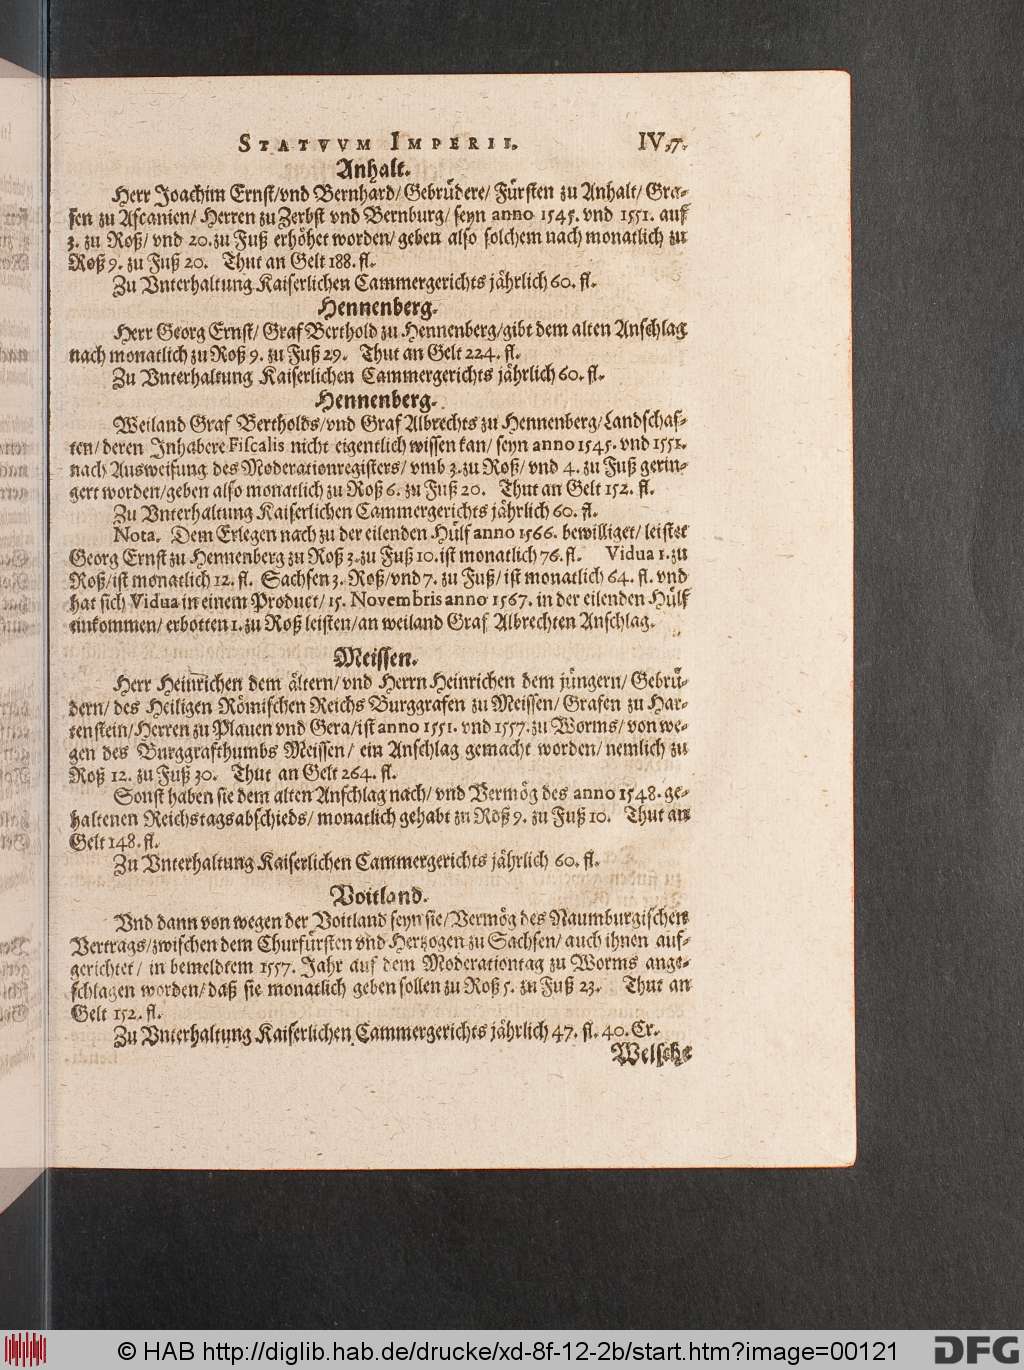 STATVVM IMPERII. IV,7.
Anhalt.
Herr Joachim Ernst/vnd Bernhard/Gebrüdere/Fürsten zu Anhalt/Gra-
fen zu Ascanien/Herren zu Zerbst vnd Bernburg/seyn anno 1545. vnd 1551. auff
3. zu Roß/vnd 20. zu Fuß erhöhet worden/geben also solchem nach monatlich zu
Roß 9. zu Fuß 20. Thut an Gelt 188. fl.
Zu Vnterhaltung Kaiserlichen Cammergerichts jährlich 60. fl.
Hennenberg.
Herr Georg Ernst/Graf Berthold zu Hennenberg/gibt dem alten Anschlag
nach monatlich zu Roß 9. zu Fuß 29. Thut an Gelt 224. fl.
Zu Vnterhaltung Kaiserlichen Cammergerichts jährlich 60. fl.
Hennenberg.
Weiland Graf Bertholds/vnd Graf Albrechts zu Hennenberg/Landschaf-
ten/deren Inhabere Fiscalis nicht eigentlich wissen kan/seyn anno 1545. vnd 1551.
nach Ausweisung des Moderationregisters/vmb 3. zu Roß/vnd 4. zu Fuß gerin-
gert worden/geben also monatlich zu Roß 6. zu Fuß 20. Thut an Gelt 152. fl.
Zu Vnterhaltung Kaiserlichen Cammergerichts jährlich 60. fl.
Nota. Dem Erlegen nach zu der eilenden Hülf anno 1566. bewilliget/leistet
Georg Ernst zu Hennenberg zu Roß 3. zu Fuß 10. ist monatlich 76. fl. Vidua 1. zu
Roß/ist monatlich 12. fl. Sachsen 3. Roß/vnd 7. zu Fuß/ist monatlich 64. fl. vnd
hat sich Vidua in einem Product/15. Novembris anno 1567. in der eilenden Hülf
einkommen/erbotten 1. zu Roß leisten/an weiland Graf Albrechten Anschlag.
Meissen.
Herr Heinrichen dem ältern/vnd Herrn Heinrichen dem jüngern/Gebrü-
dern/des Heiligen Römischen Reichs Burggrafen zu Meissen/Grafen zu Har-
tenstein/Herren zu Plauen vnd Gera/ist anno 1551. vnd 1557. zu Worms/von we-
gen des Burggrafthumbs Meissen/ein Anschlag gemacht worden/nemlich zu
Roß 12. zu Fuß 30. Thut an Gelt 264. fl.
Sonst haben sie dem alten Anschlag nach/vnd Vermög des anno 1548. ge-
haltenen Reichstagsabschieds/monatlich gehabt zu Roß 9. zu Fuß 10. Thut an
Gelt 148. fl.
Zu Vnterhaltung Kaiserlichen Cammergerichts jährlich 60. fl.
Voitland.
Vnd dann von wegen der Voitland seyn sie/Vermög des Naumburgischen
Vertrags/zwischen dem Churfürsten vnd Hertzogen zu Sachsen/auch ihnen auf-
gerichtet/in bemeldtem 1557. Jahr auf dem Moderationtag zu Worms ange-
schlagen worden/daß sie monatlich geben sollen zu Roß 5. zu Fuß 23. Thut an
Gelt 152. fl.
Zu Vnterhaltung Kaiserlichen Cammergerichts jährlich 47. fl. 40. Cr.
Welsche
© HAB http://diglib.hab.de/drucke/xd-8f-12-2b/start.htm?image=00121
DFG